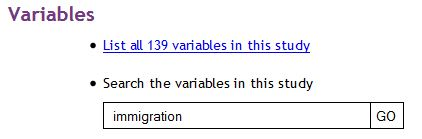 Variables
List all 139 variables in this study
Search the variables in this study
immigration GO